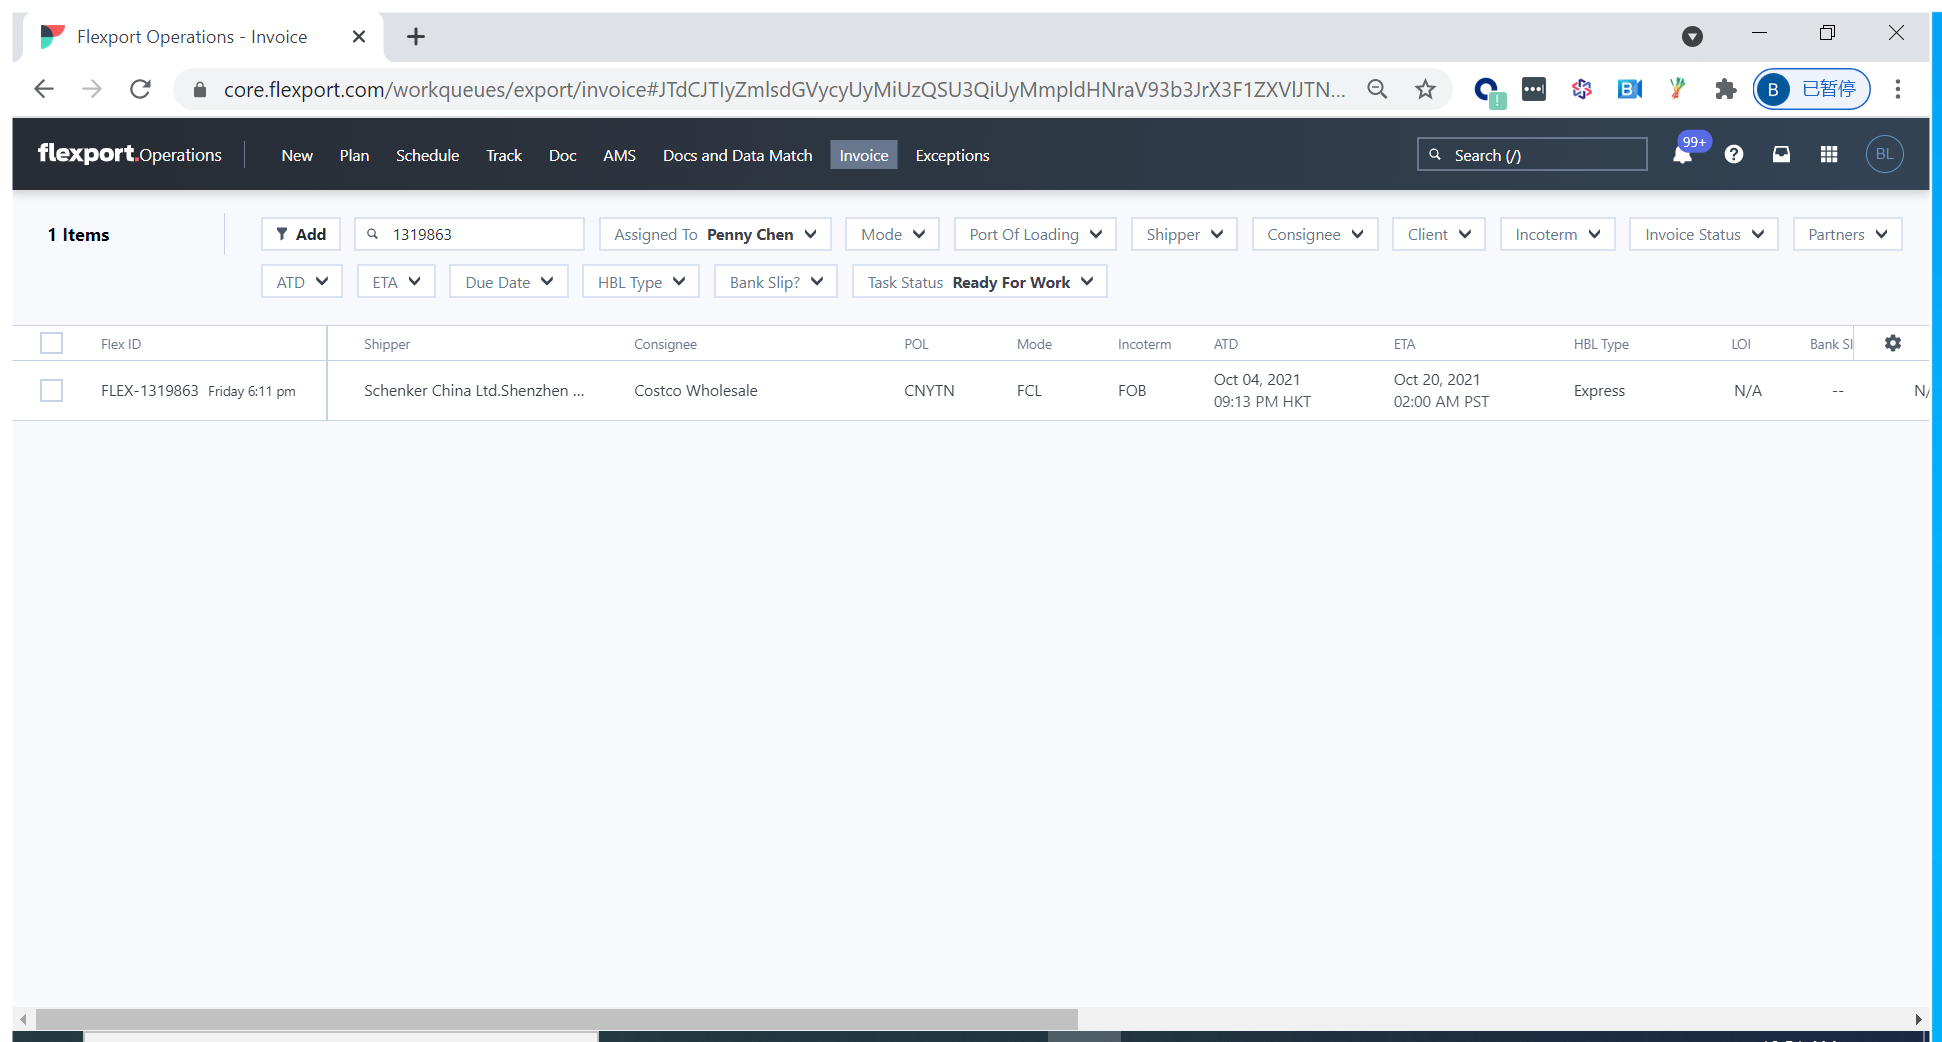 Flexport Operations - Invoice
core.flexport.com/workqueues/export/invoice#JTdCJTIyZmlsdGVycyUyMiUzQSU3QiUyMmpldHNraV93b3JrX3F1ZXVlJTN...
B 已暂停
flexport.Operations New Plan Schedule Track Doc AMS Docs and Data Match Invoice Exceptions Search (/) 99+ BL
1 Items Add 1319863 Assigned To Penny Chen Mode Port Of Loading Shipper Consignee Client Incoterm Invoice Status Partners
ATD ETA Due Date HBL Type Bank Slip? Task Status Ready For Work
Flex ID Shipper Consignee POL Mode Incoterm ATD ETA HBL Type LOI Bank Sl
FLEX-1319863 Friday 6:11 pm Schenker China Ltd.Shenzhen ... Costco Wholesale CNYTN FCL FOB Oct 04, 2021 Oct 20, 2021 Express N/A -- N/
09:13 PM HKT 02:00 AM PST